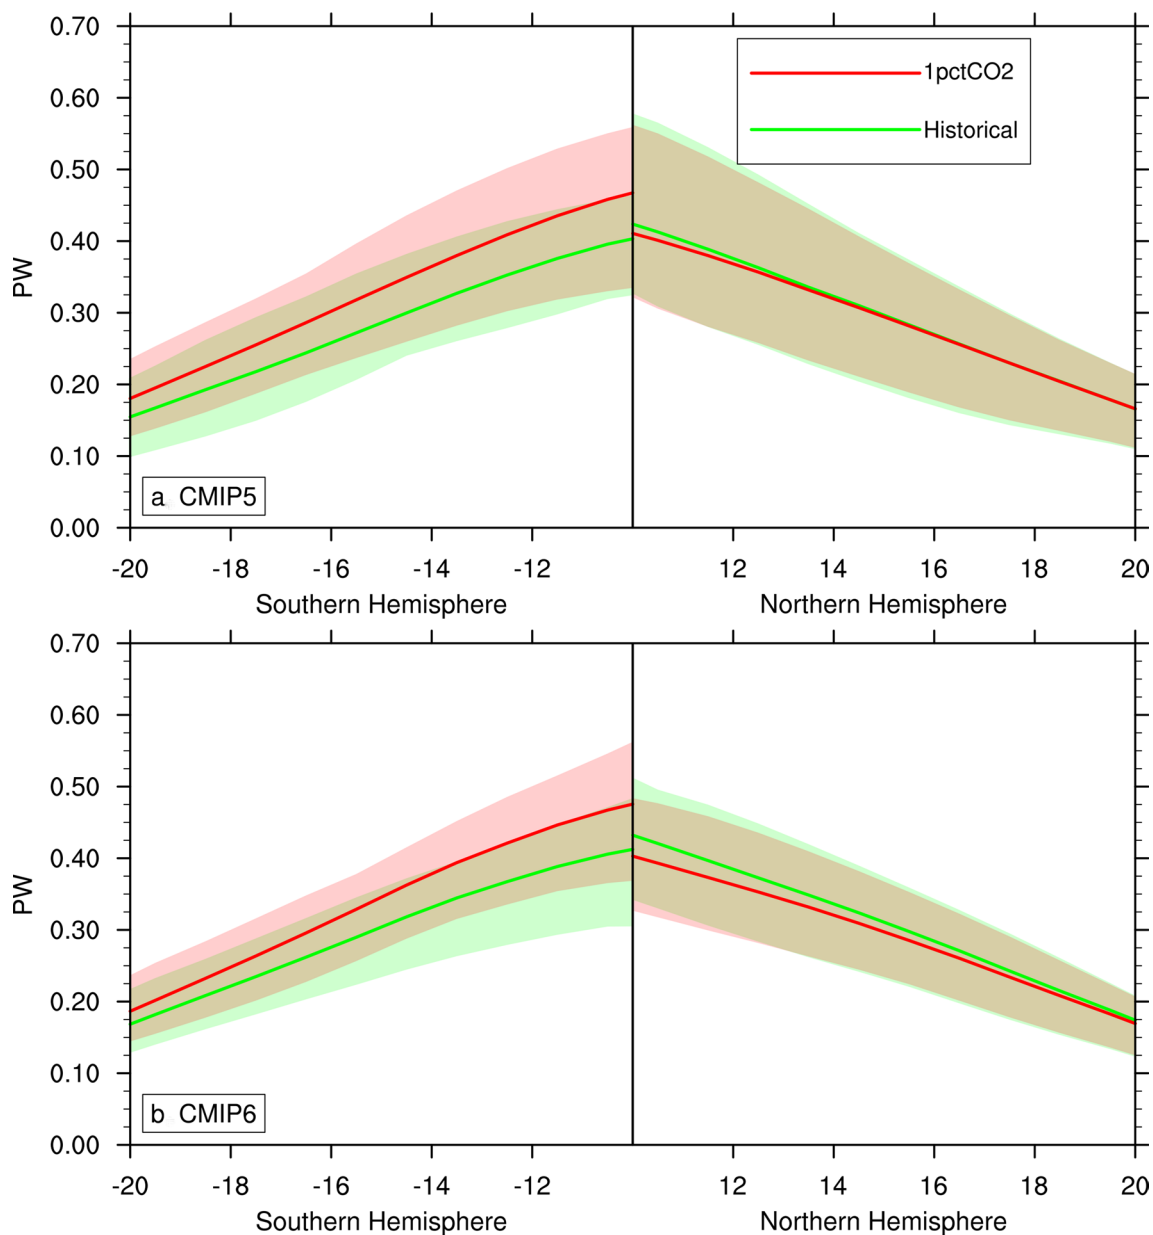 0.70
0.60
0.50
0.40
0.30
0.20
0.10
0.00
PW
1pctCO2
Historical
a CMIP5
-20 -18 -16 -14 -12 12 14 16 18 20
Southern Hemisphere Northern Hemisphere
0.70
0.60
0.50
0.40
0.30
0.20
0.10
0.00
PW
b CMIP6
-20 -18 -16 -14 -12 12 14 16 18 20
Southern Hemisphere Northern Hemisphere